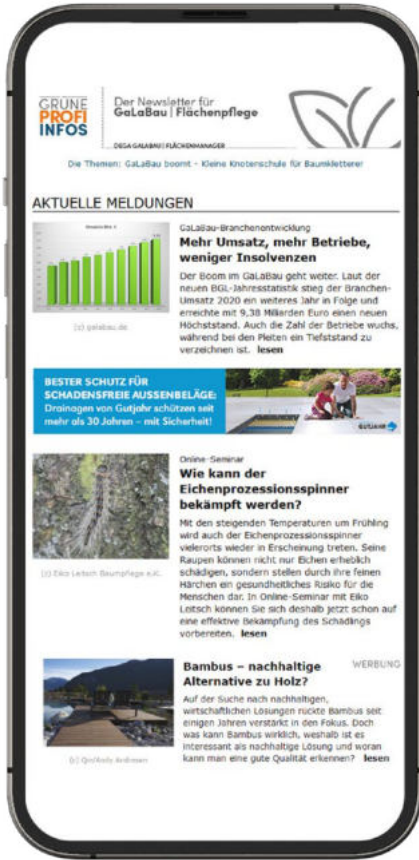 GRÜNE
PROFI
INFOS
Der Newsletter für
GaLaBau | Flächenpflege
DEGA GALABAU | FLÄCHENMANAGER
Die Themen: GaLaBau boomt - Kleine Knotenschule für Baumkletterer
AKTUELLE MELDUNGEN
(c) galabau.de
GaLaBau-Branchenentwicklung
Mehr Umsatz, mehr Betriebe,
weniger Insolvenzen
Der Boom im GaLaBau geht weiter. Laut der
neuen BGL-Jahresstatistik stieg der Branchen-
Umsatz 2020 ein weiteres Jahr in Folge und
erreichte mit 9,38 Milliarden Euro einen neuen
Höchststand. Auch die Zahl der Betriebe wuchs,
während bei den Pleiten ein Tiefststand zu
verzeichnen ist. lesen
BESTER SCHUTZ FÜR
SCHADENSFREIE AUSSENBELÄGE:
Drainagen von Gutjahr schützen seit
mehr als 30 Jahren – mit Sicherheit!
GUTJAHR
(c) Eiko Leitsch Baumpflege e.K.
Online-Seminar
Wie kann der
Eichenprozessionsspinner
bekämpft werden?
Mit den steigenden Temperaturen um Frühling
wird auch der Eichenprozessionsspinner
vielerorts wieder in Erscheinung treten. Seine
Raupen können nicht nur Eichen erheblich
schädigen, sondern stellen durch ihre feinen
Härchen ein gesundheitliches Risiko für die
Menschen dar. In Online-Seminar mit Eiko
Leitsch können Sie sich deshalb jetzt schon auf
eine effektive Bekämpfung des Schädlings
vorbereiten. lesen
Bambus – nachhaltige WERBUNG
Alternative zu Holz?
Auf der Suche nach nachhaltigen,
wirtschaftlichen Lösungen rückte Bambus seit
einigen Jahren verstärkt in den Fokus. Doch
was kann Bambus wirklich, weshalb ist es
interessant als nachhaltige Lösung und woran
kann man eine gute Qualität erkennen? lesen